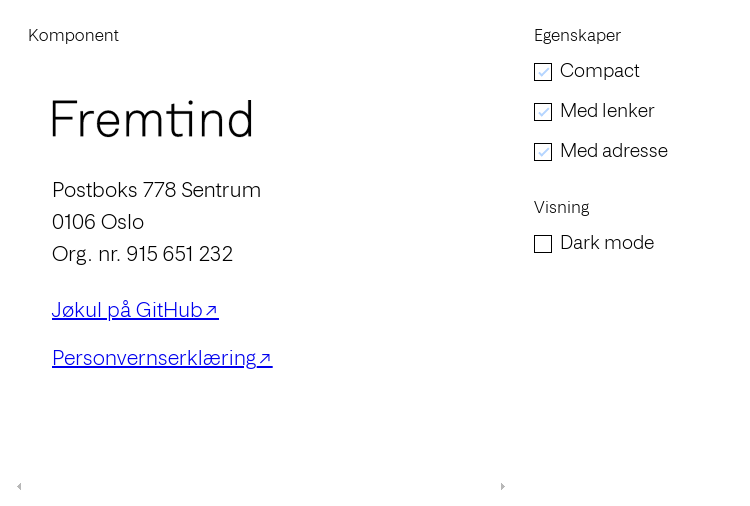 Komponent
Fremtind
Postboks 778 Sentrum
0106 Oslo
Org. nr. 915 651 232
Jøkul på GitHub↗
Personvernserklæring↗
Egenskaper
Compact
Med lenker
Med adresse
Visning
Dark mode